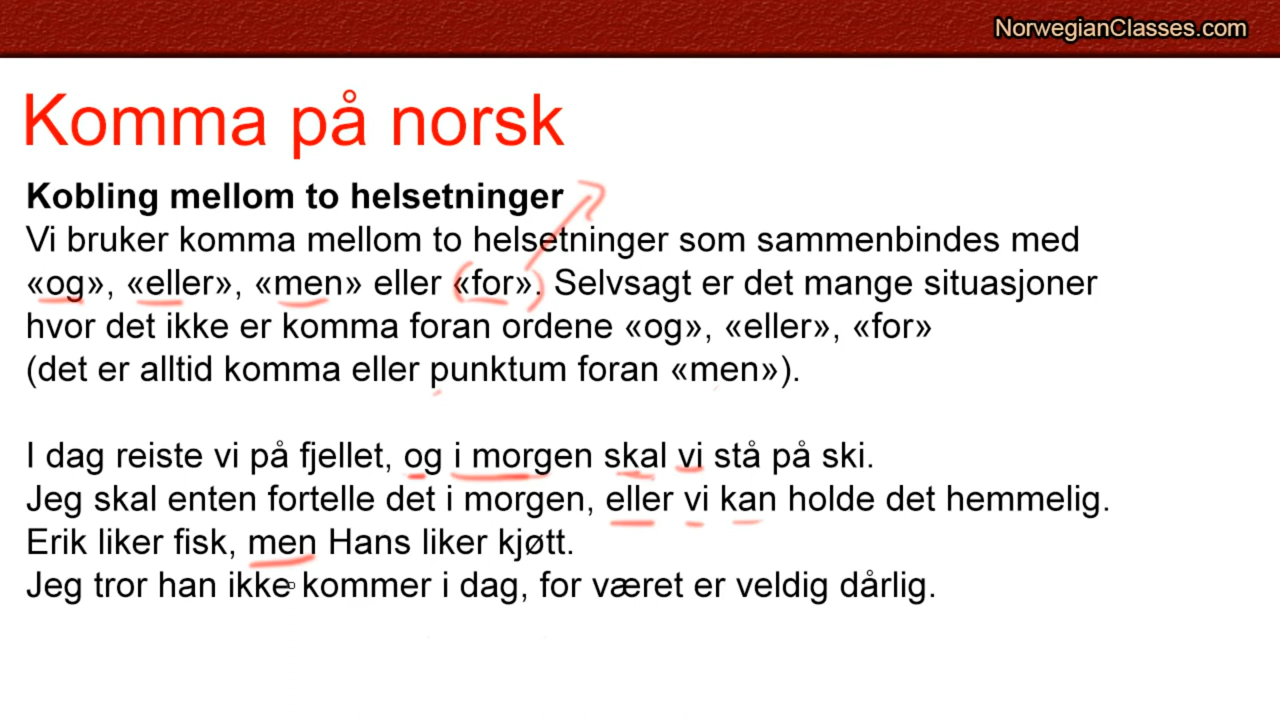 NorwegianClasses.com
Komma på norsk
Kobling mellom to helsetninger
Vi bruker komma mellom to helsetninger som sammenbindes med
«og», «eller», «men» eller «for». Selvsagt er det mange situasjoner
hvor det ikke er komma foran ordene «og», «eller», «for»
(det er alltid komma eller punktum foran «men»).
I dag reiste vi på fjellet, og i morgen skal vi stå på ski.
Jeg skal enten fortelle det i morgen, eller vi kan holde det hemmelig.
Erik liker fisk, men Hans liker kjøtt.
Jeg tror han ikke kommer i dag, for været er veldig dårlig.